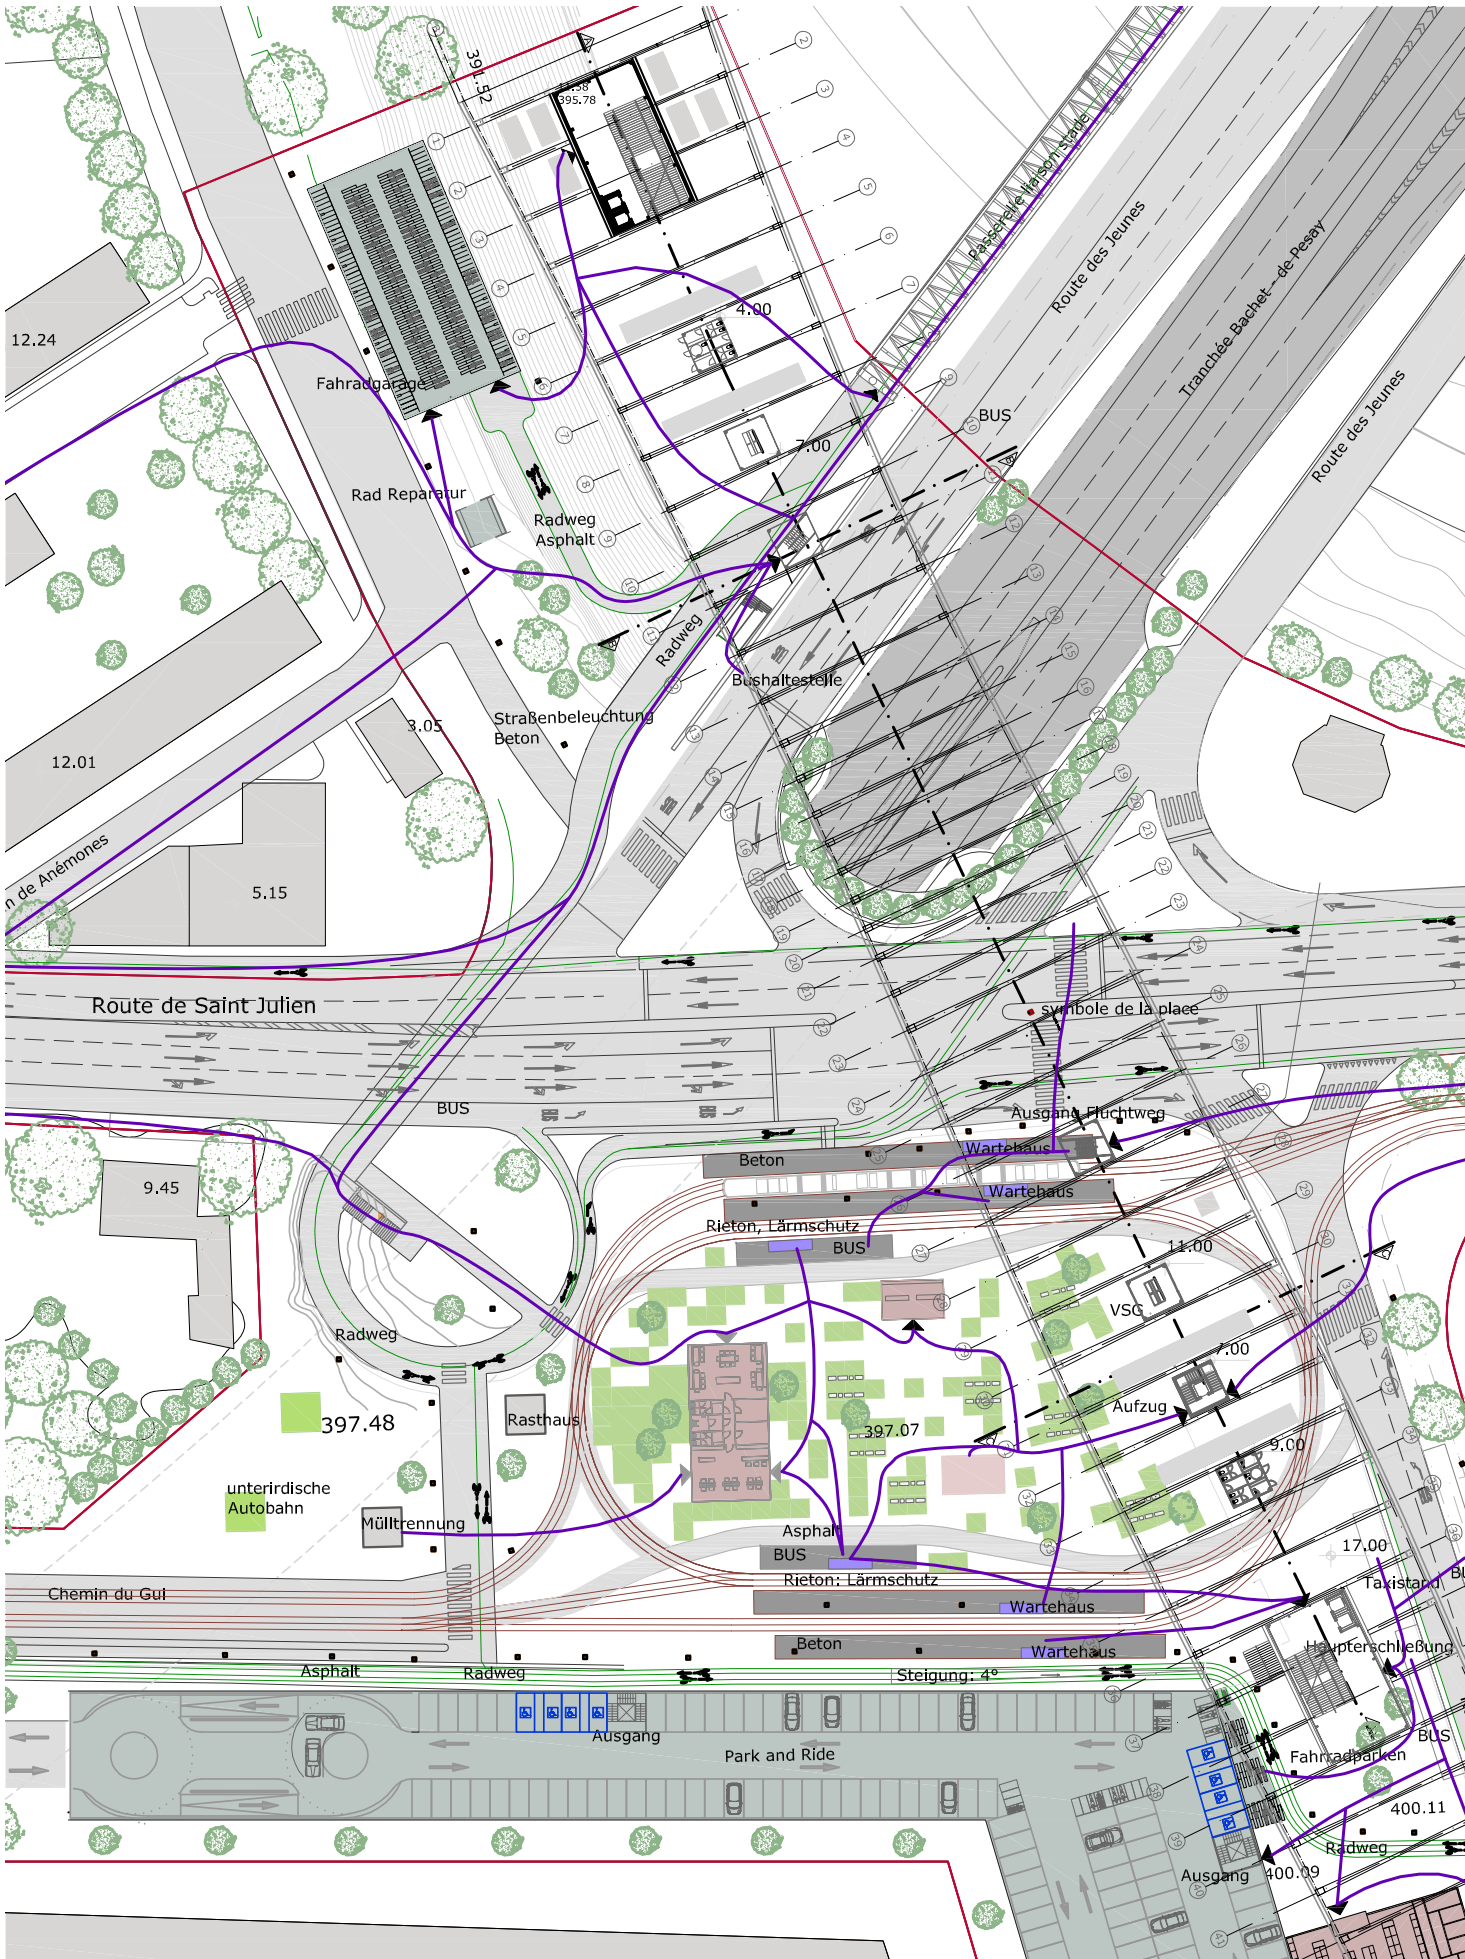 391.52
395.78
Passerelle liaison stade
Route des Jeunes
Tranchée Bachet - de Pesay
Route des Jeunes
12.24
4.00
Fahradgarage
BUS
7.00
Rad Reparatur
Radweg
Asphalt
Radweg
Bushaltestelle
Straßenbeleuchtung
Beton
3.05
12.01
n de Anémones
5.15
Route de Saint Julien
symbole de la place
BUS
Ausgang Fluchtweg
Wartehaus
Beton
9.45
Wartehaus
Rieton, Lärmschutz
BUS
11.00
VSG
Radweg
7.00
Aufzug
Rasthaus
397.48
397.07
9.00
unterirdische
Autobahn
Mülltrennung
Asphalt
BUS
17.00
Rieton: Lärmschutz
Taxistand
Chemin du Gui
Wartehaus
Beton
Wartehaus
Haupterschließung
Asphalt
Radweg
Steigung: 4°
Ausgang
Park and Ride
BUS
Fahrradparken
400.11
Radweg
Ausgang
400.09